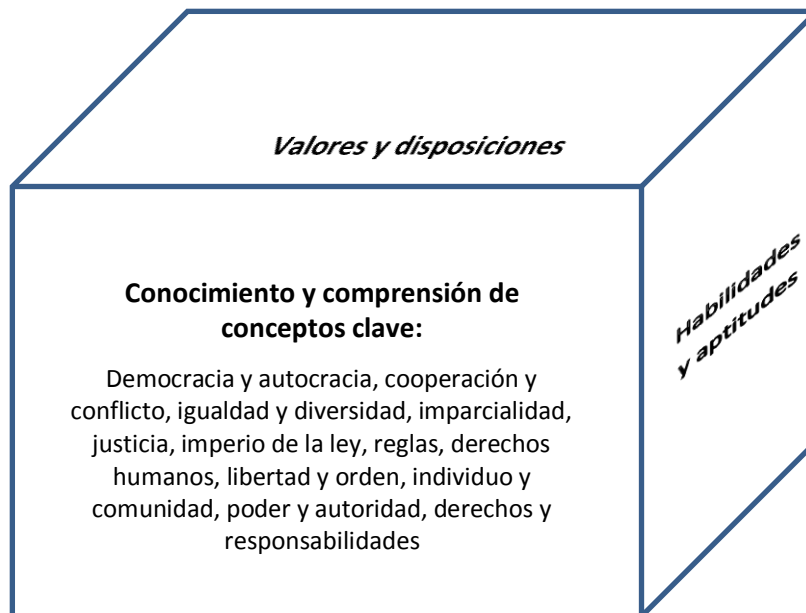 Valores y disposiciones
Conocimiento y comprensión de
conceptos clave:
Democracia y autocracia, cooperación y
conflicto, igualdad y diversidad, imparcialidad,
justicia, imperio de la ley, reglas, derechos
humanos, libertad y orden, individuo y
comunidad, poder y autoridad, derechos y
responsabilidades
Habilidades
y aptitudes